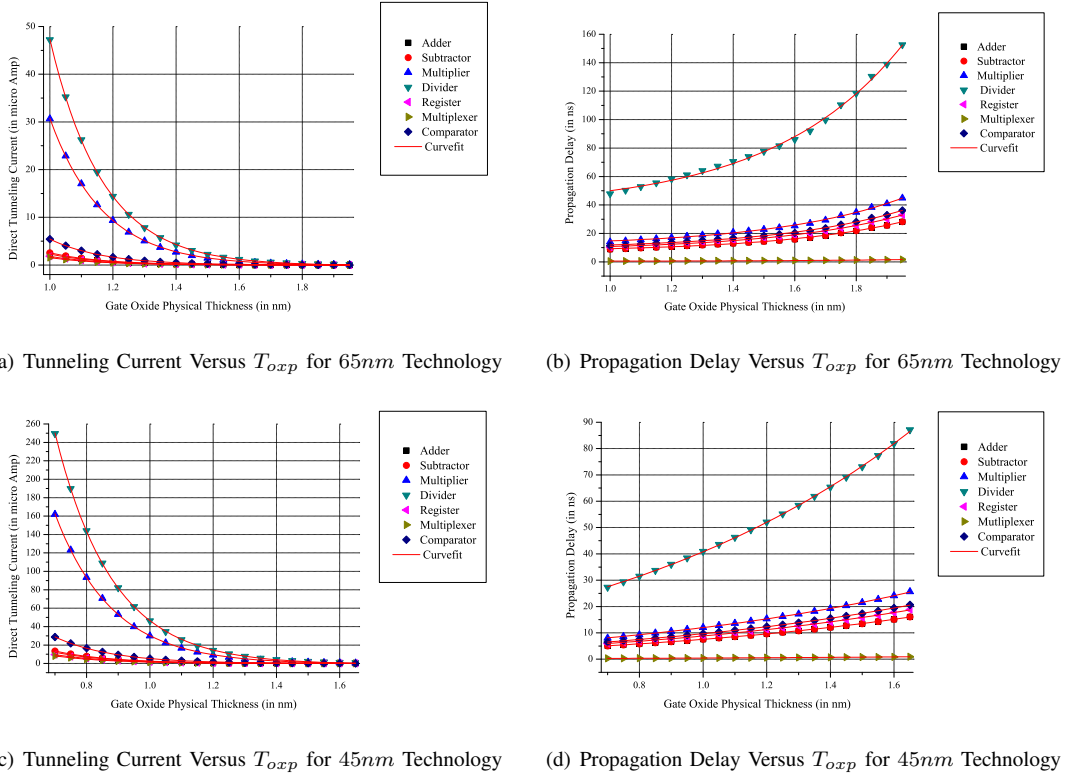 50
40
30
20
10
0
1.0
1.2
1.4
1.6
1.8
Direct Tunneling Current (in micro Amp)
Gate Oxide Physical Thickness (in nm)
Adder
Subtractor
Multiplier
Divider
Register
Multiplexer
Comparator
Curvefit
160
140
120
100
80
60
40
20
0
1.0
1.2
1.4
1.6
1.8
Propagation Delay (in ns)
Gate Oxide Physical Thickness (in nm)
Adder
Subtractor
Multiplier
Divider
Register
Multiplexer
Comparator
Curvefit
a) Tunneling Current Versus T_{oxp} for 65nm Technology
(b) Propagation Delay Versus T_{oxp} for 65nm Technology
260
240
220
200
180
160
140
120
100
80
60
40
20
0
0.8
1.0
1.2
1.4
1.6
Direct Tunneling Current (in micro Amp)
Gate Oxide Physical Thickness (in nm)
Adder
Subtractor
Multiplier
Divider
Register
Multiplexer
Comparator
Curvefit
90
80
70
60
50
40
30
20
10
0
0.8
1.0
1.2
1.4
1.6
Propagation Delay (in ns)
Gate Oxide Physical Thickness (in nm)
Adder
Subtractor
Multiplier
Divider
Register
Mutliplexer
Comparator
Curvefit
c) Tunneling Current Versus T_{oxp} for 45nm Technology
(d) Propagation Delay Versus T_{oxp} for 45nm Technology